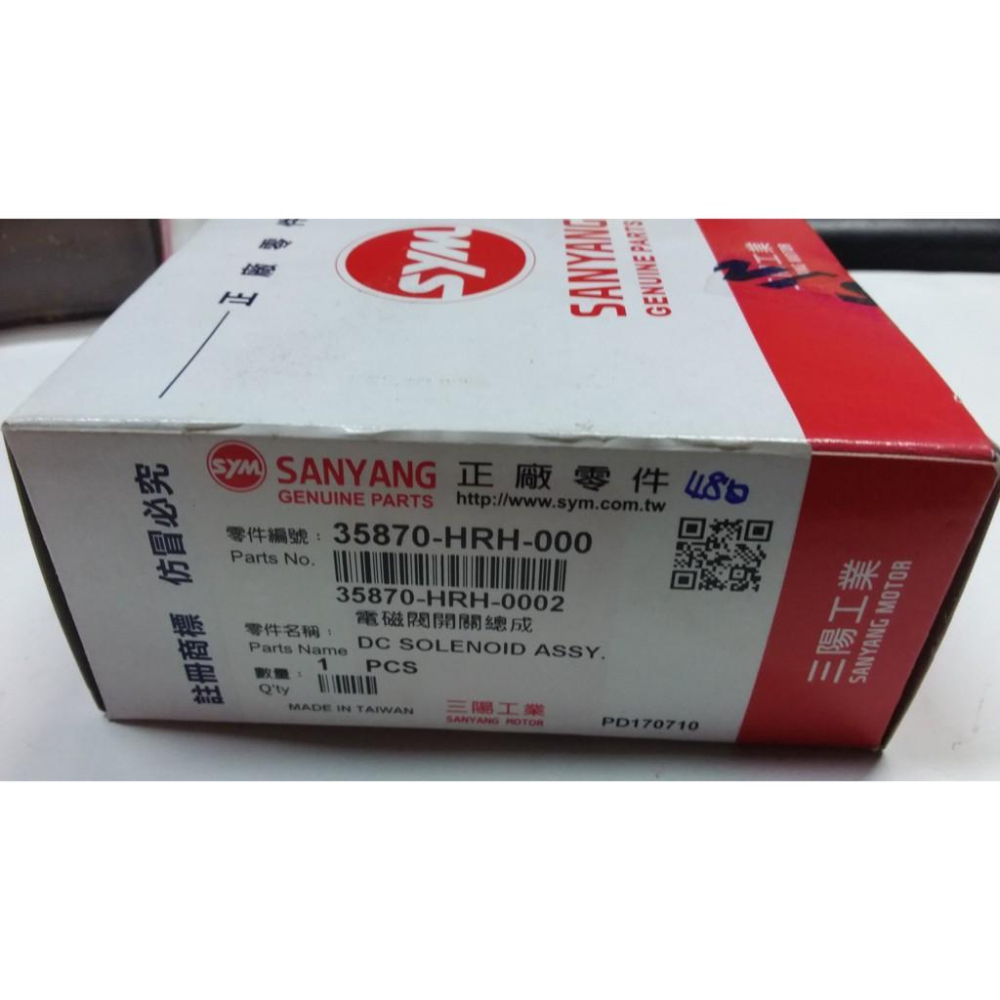 正廠零件
SYM
SANYANG
GENUINE PARTS
工業
SYM
SANYANG 正廠零件
GENUINE PARTS http://www.sym.com.tw
480
零件編號: 35870-HRH-000
Parts No.
35870-HRH-0002
電磁閥開關總成
零件名稱:
Parts Name DC SOLENOID ASSY.
數量: 1 PCS
Q'ty
MADE IN TAIWAN 三陽工業
SANYANG MOTOR PD170710
註冊商標 仿冒必究
三陽工業
SANYANG MOTOR